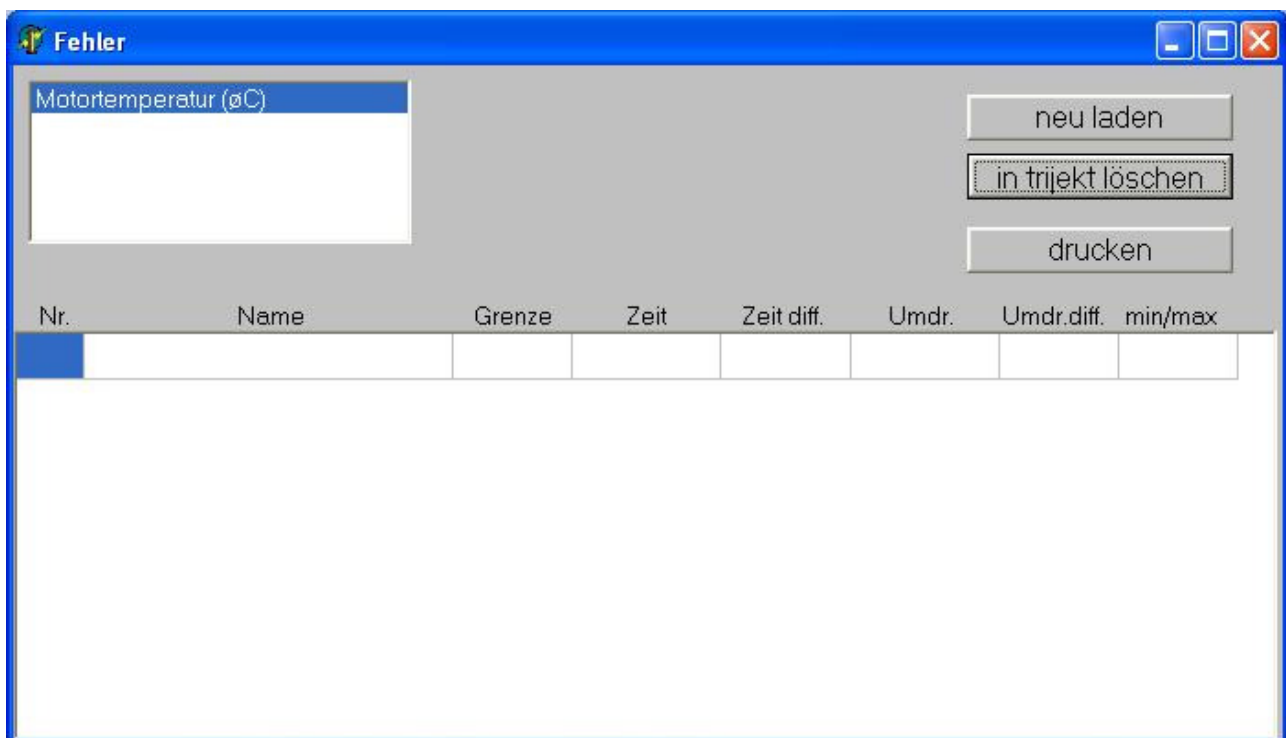 Fehler
Motortemperatur (øC)
neu laden
in trijekt löschen
drucken
Nr. Name Grenze Zeit Zeit diff. Umdr. Umdr.diff. min/max